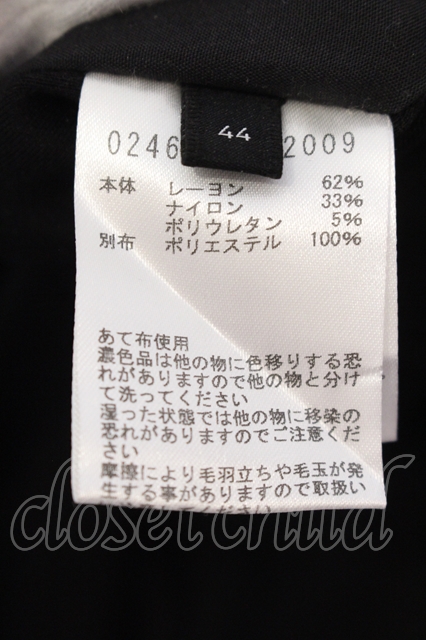 44
0246
2009
本体 レーヨン 62%
ナイロン 33%
ポリウレタン 5%
別布 ポリエステル 100%
あて布使用
濃色品は他の物に色移りする恐
れがありますので他の物と分け
て洗ってください
湿った状態では他の物に移染の
恐れがありますのでご注意くだ
さい
摩擦により毛羽立ちや毛玉が発
生する事がありますので取扱い
closet child